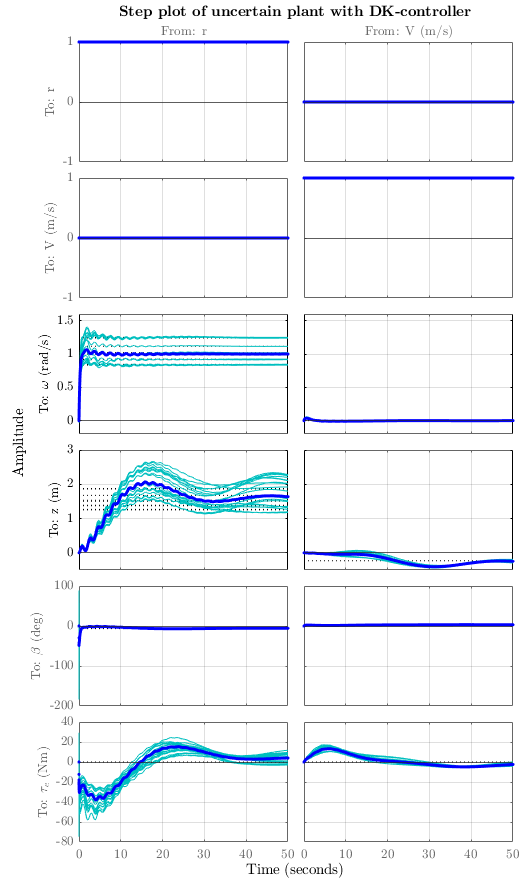 Step plot of uncertain plant with DK-controller
From: r
From: V (m/s)
1
0
-1
To: r
1
0
-1
To: V (m/s)
1.5
1
0.5
0
To: ω (rad/s)
Amplitude
3
2
1
0
To: z (m)
100
0
-100
-200
To: β (deg)
40
20
0
-20
-40
-60
-80
To: τe (Nm)
0 10 20 30 40 50
0 10 20 30 40 50
Time (seconds)